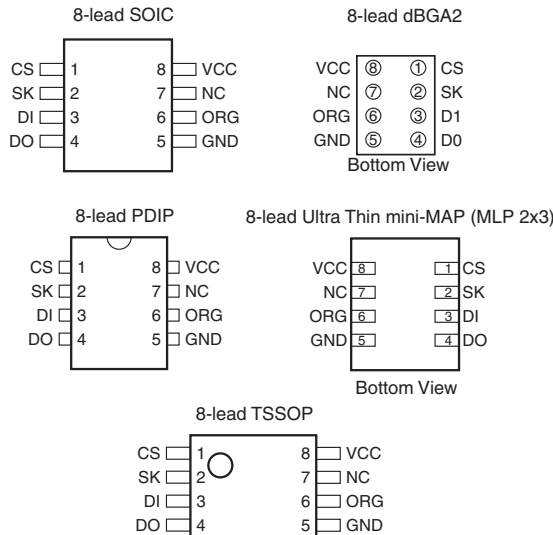 8-lead SOIC
CS 1 8 VCC
SK 2 7 NC
DI 3 6 ORG
DO 4 5 GND
8-lead dBGA2
VCC 8 1 CS
NC 7 2 SK
ORG 6 3 D1
GND 5 4 D0
Bottom View
8-lead PDIP
CS 1 8 VCC
SK 2 7 NC
DI 3 6 ORG
DO 4 5 GND
8-lead Ultra Thin mini-MAP (MLP 2x3)
VCC 8 1 CS
NC 7 2 SK
ORG 6 3 DI
GND 5 4 DO
Bottom View
8-lead TSSOP
CS 1 8 VCC
SK 2 7 NC
DI 3 6 ORG
DO 4 5 GND